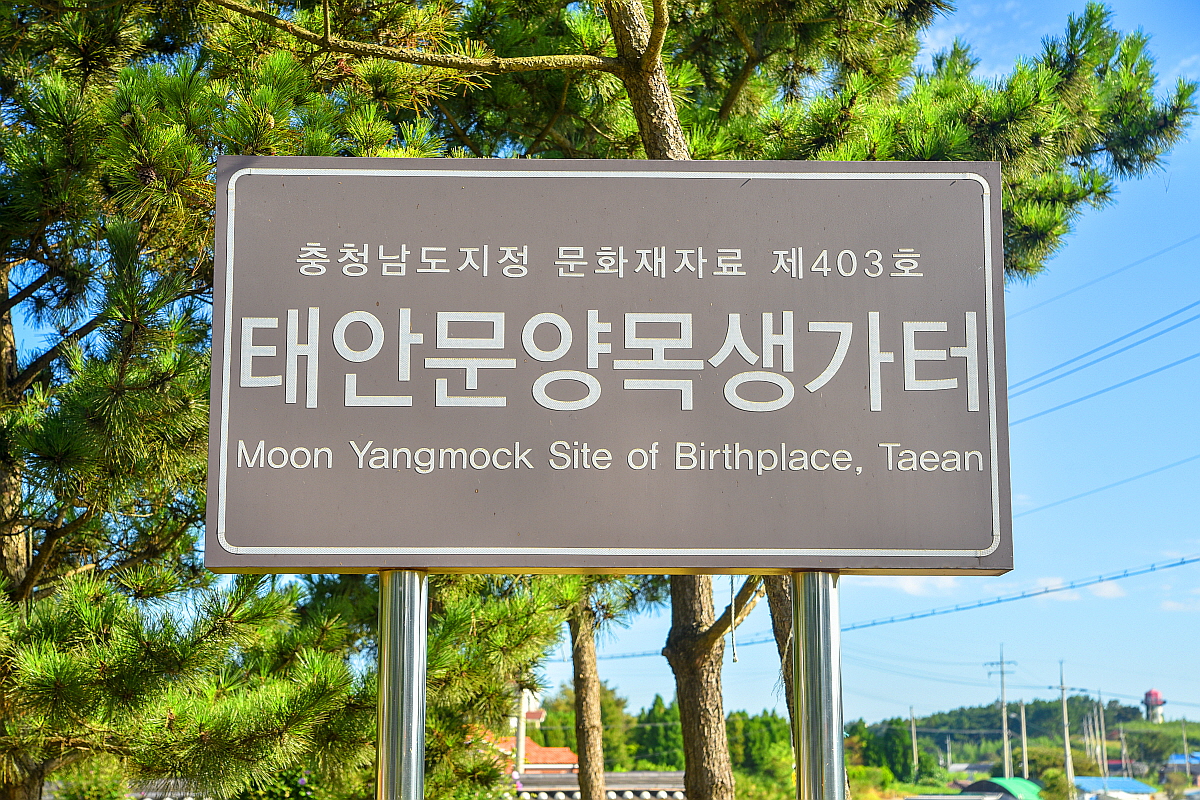 충청남도지정 문화재자료 제403호
태안문양목생가터
Moon Yangmock Site of Birthplace, Taean